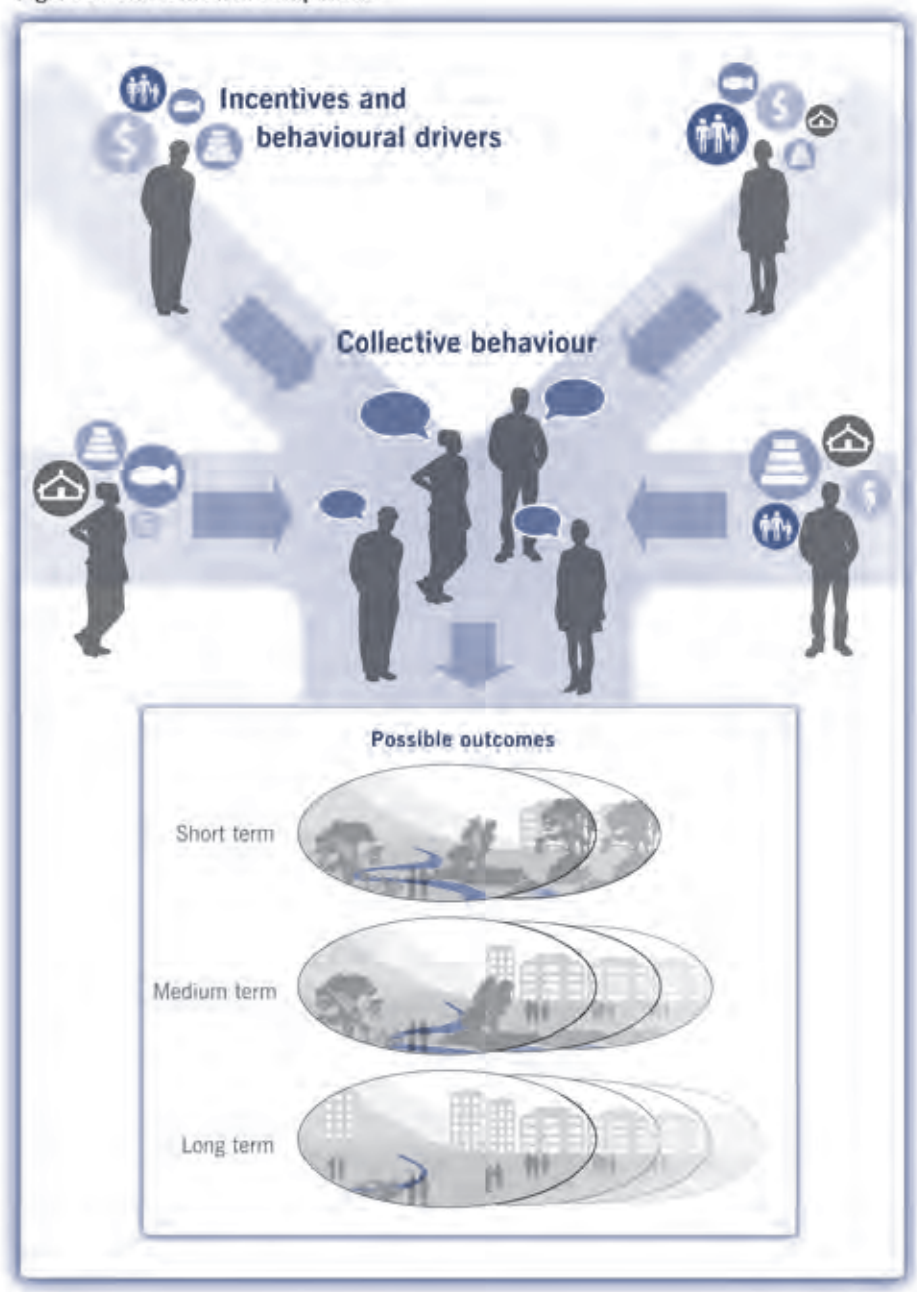 Incentives and
behavioural drivers
Collective behaviour
Possible outcomes
Short term
Medium term
Long term